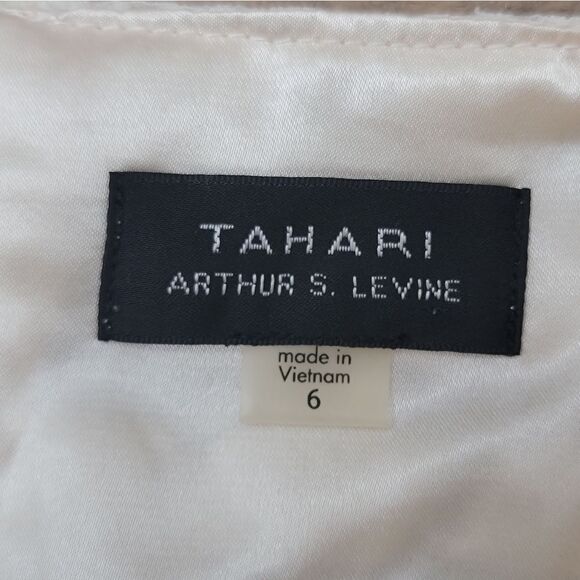 TAHARI
ARTHUR S. LEVINE
made in
Vietnam
6